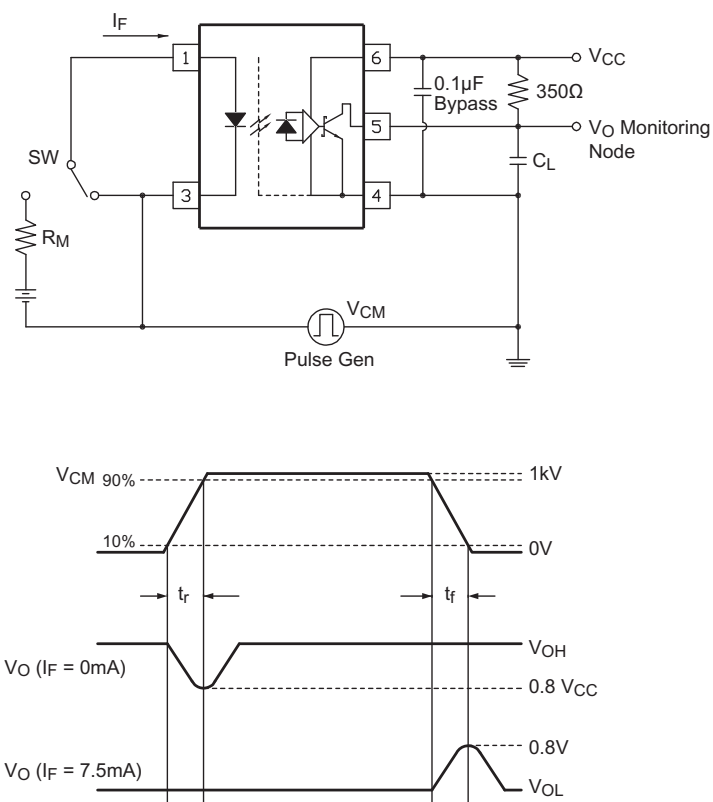 IF
1
6
VCC
0.1µF
Bypass
350Ω
5
VO Monitoring
Node
SW
CL
3
4
RM
VCM
Pulse Gen
VCM 90%
1kV
10%
0V
tr
tf
VO (IF = 0mA)
VOH
0.8 VCC
0.8V
VO (IF = 7.5mA)
VOL